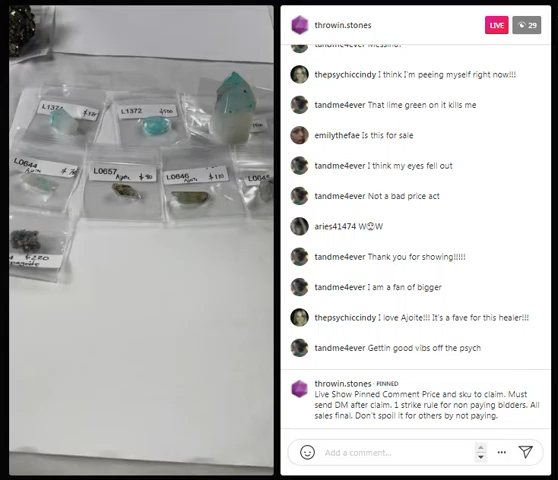 throwin.stones
LIVE
29
thepsychiccindy I think I'm peeing myself right now!!!
tandme4ever That lime green on it kills me
emilythefae Is this for sale
tandme4ever I think my eyes fell out
tandme4ever Not a bad price act
aries41474 W😍W
tandme4ever Thank you for showing!!!!!
tandme4ever I am a fan of bigger
thepsychiccindy I love Ajoite!!! It's a fave for this healer!!!
tandme4ever Gettin good vibs off the psych
throwin.stones · PINNED
Live Show Pinned Comment Price and sku to claim. Must
send DM after claim. 1 strike rule for non paying bidders. All
sales final. Don't spoil it for others by not paying.
Add a comment...
L1372
L0644
L0657
$90
L0646
$110
$220